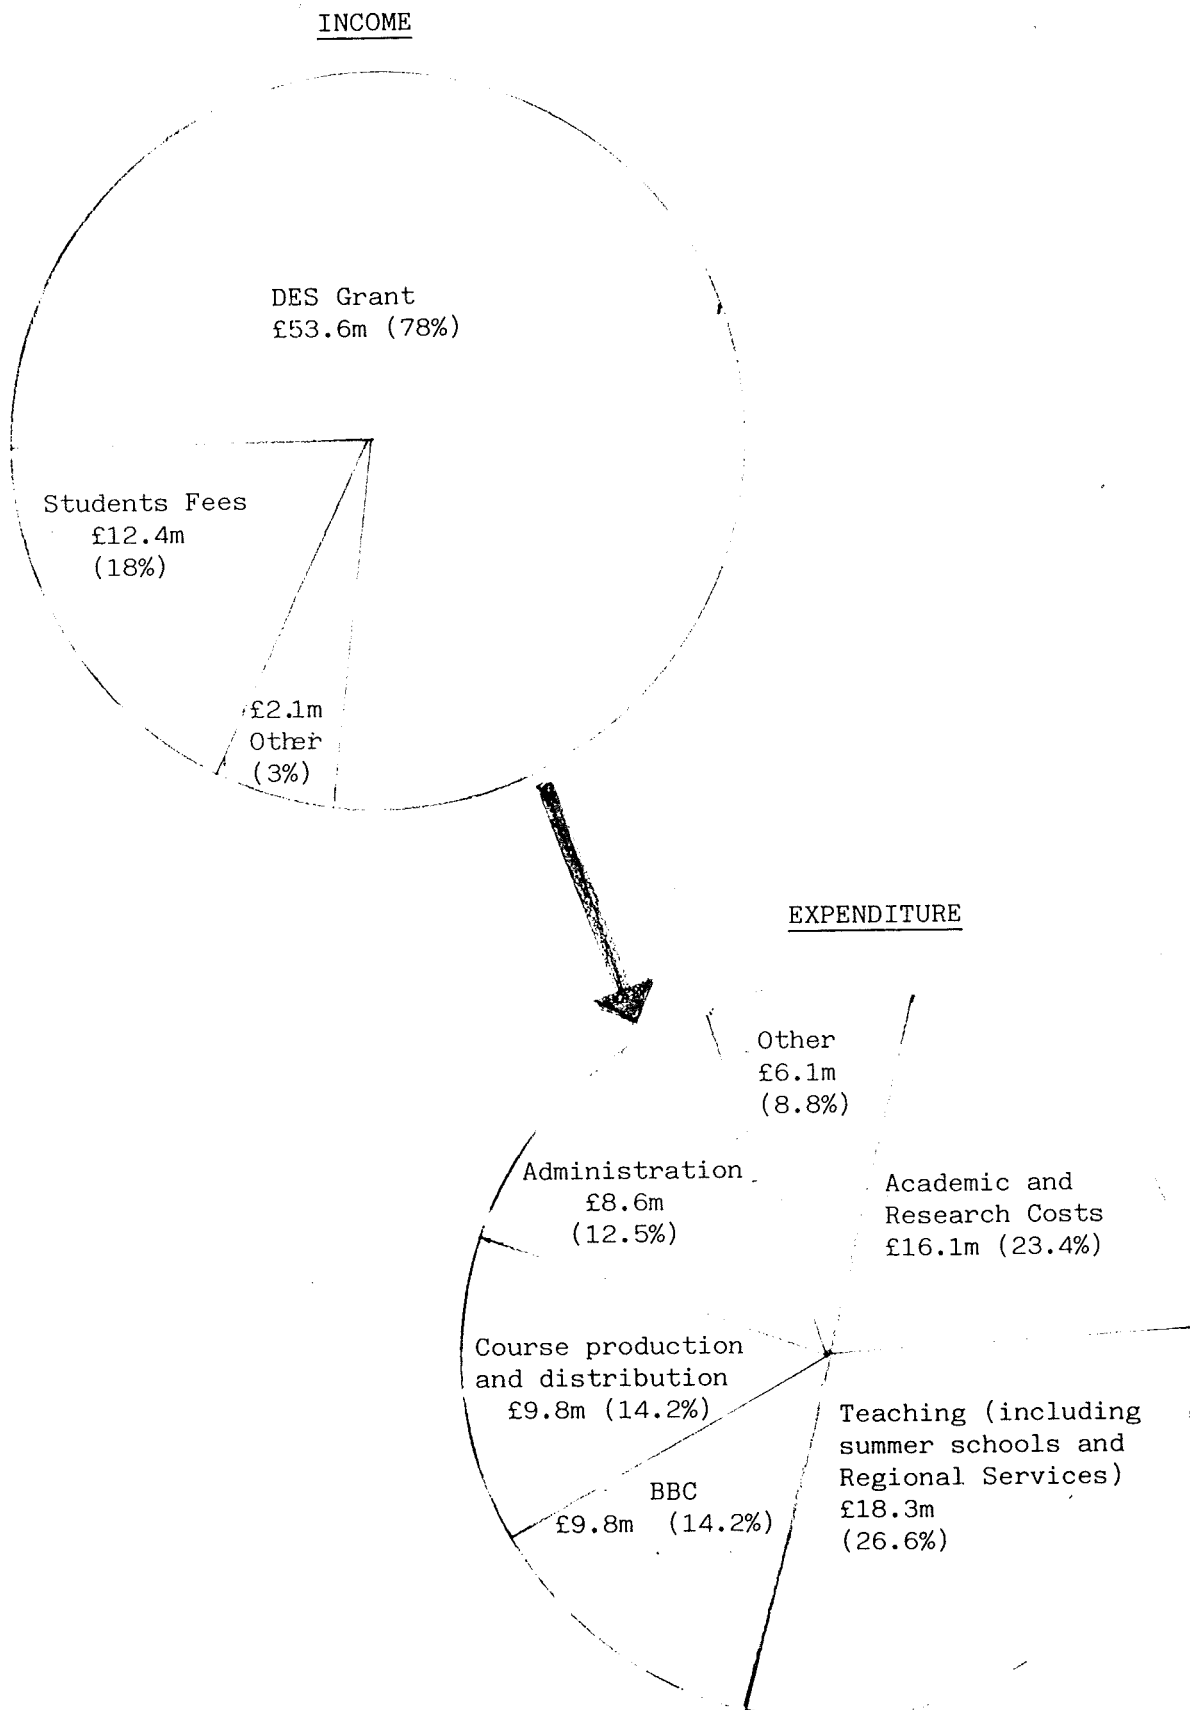 INCOME
DES Grant
£53.6m (78%)
Students Fees
£12.4m
(18%)
£2.1m
Other
(3%)
EXPENDITURE
Other
£6.1m
(8.8%)
Administration
£8.6m
(12.5%)
Academic and
Research Costs
£16.1m (23.4%)
Course production
and distribution
£9.8m (14.2%)
Teaching (including
summer schools and
Regional Services)
£18.3m
(26.6%)
BBC
£9.8m (14.2%)